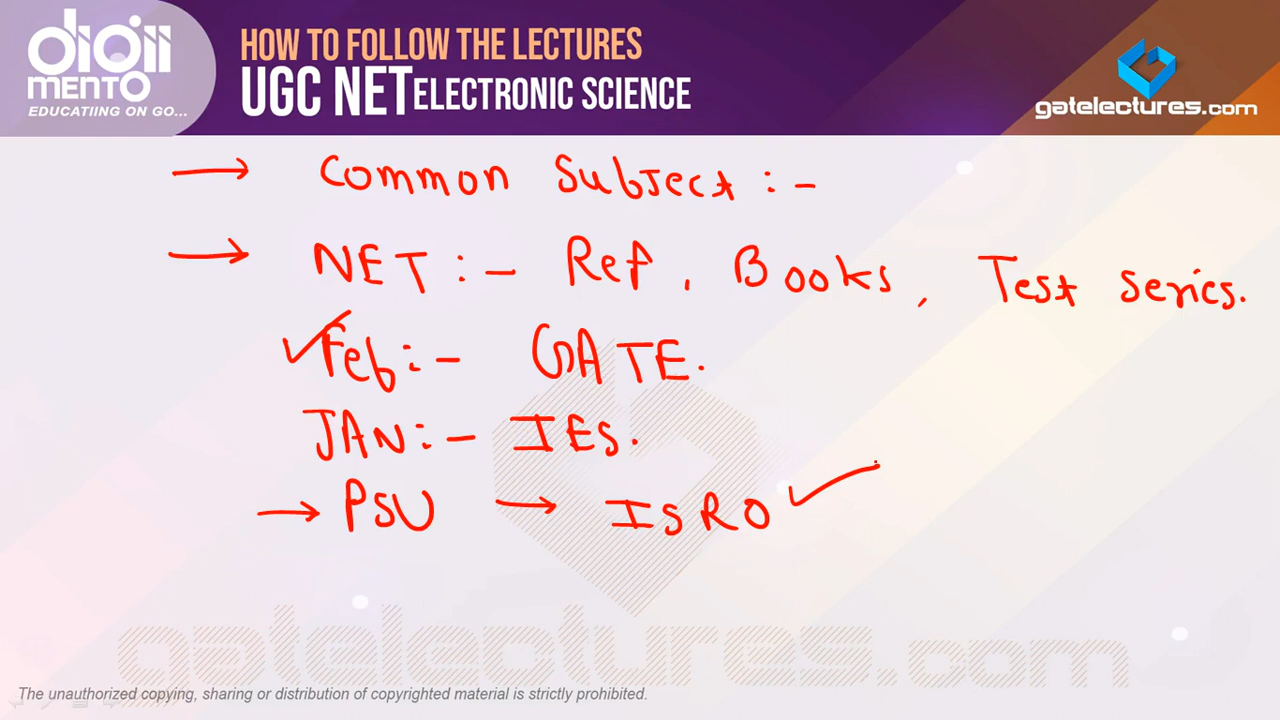 digii
MENTO
EDUCATIING ON GO...
HOW TO FOLLOW THE LECTURES
UGC NET ELECTRONIC SCIENCE
gatelectures.com
→ Common Subject :-
→ NET :- Ref, Books, Test series.
✓ Feb :- GATE.
JAN :- IES.
→ PSU → ISRO ✓
gatelectures.com
The unauthorized copying, sharing or distribution of copyrighted material is strictly prohibited.